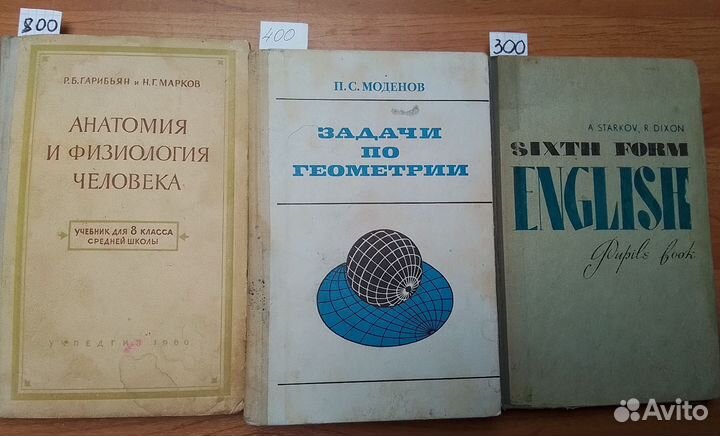 800
Р.Б.ГАРИБЬЯН и Н.Г.МАРКОВ
АНАТОМИЯ
И ФИЗИОЛОГИЯ
ЧЕЛОВЕКА
УЧЕБНИК ДЛЯ 8 КЛАССА
СРЕДНЕЙ ШКОЛЫ
УЧПЕДГИЗ 1960
400
П.С. МОДЕНОВ
ЗАДАЧИ
ПО
ГЕОМЕТРИИ
300
A. STARKOV, R. DIXON
SIXTH FORM
ENGLISH
Pupil's book
Avito